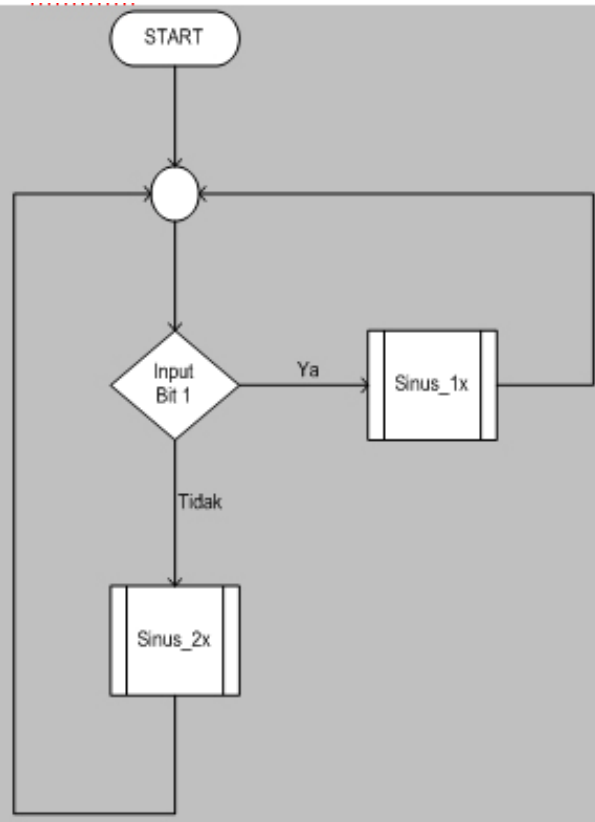 START
Input
Bit 1
Ya
Sinus_1x
Tidak
Sinus_2x